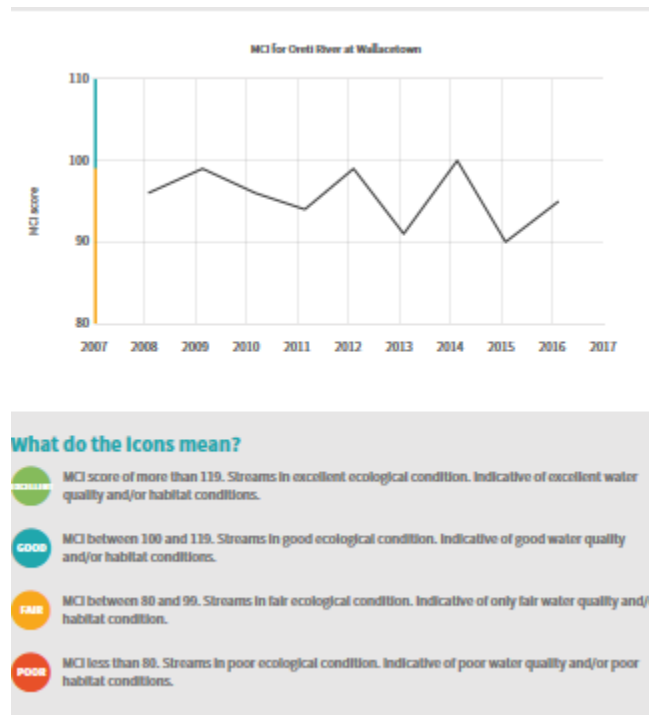 MCI for Oreti River at Wallacetown
110
100
90
80
MCI score
2007 2008 2009 2010 2011 2012 2013 2014 2015 2016 2017
What do the Icons mean?
EXCELLENT
MCI score of more than 119. Streams in excellent ecological condition. Indicative of excellent water
quality and/or habitat conditions.
GOOD
MCI between 100 and 119. Streams in good ecological condition. Indicative of good water quality
and/or habitat conditions.
FAIR
MCI between 80 and 99. Streams in fair ecological condition. Indicative of only fair water quality and/
habitat condition.
POOR
MCI less than 80. Streams in poor ecological condition. Indicative of poor water quality and/or poor
habitat conditions.